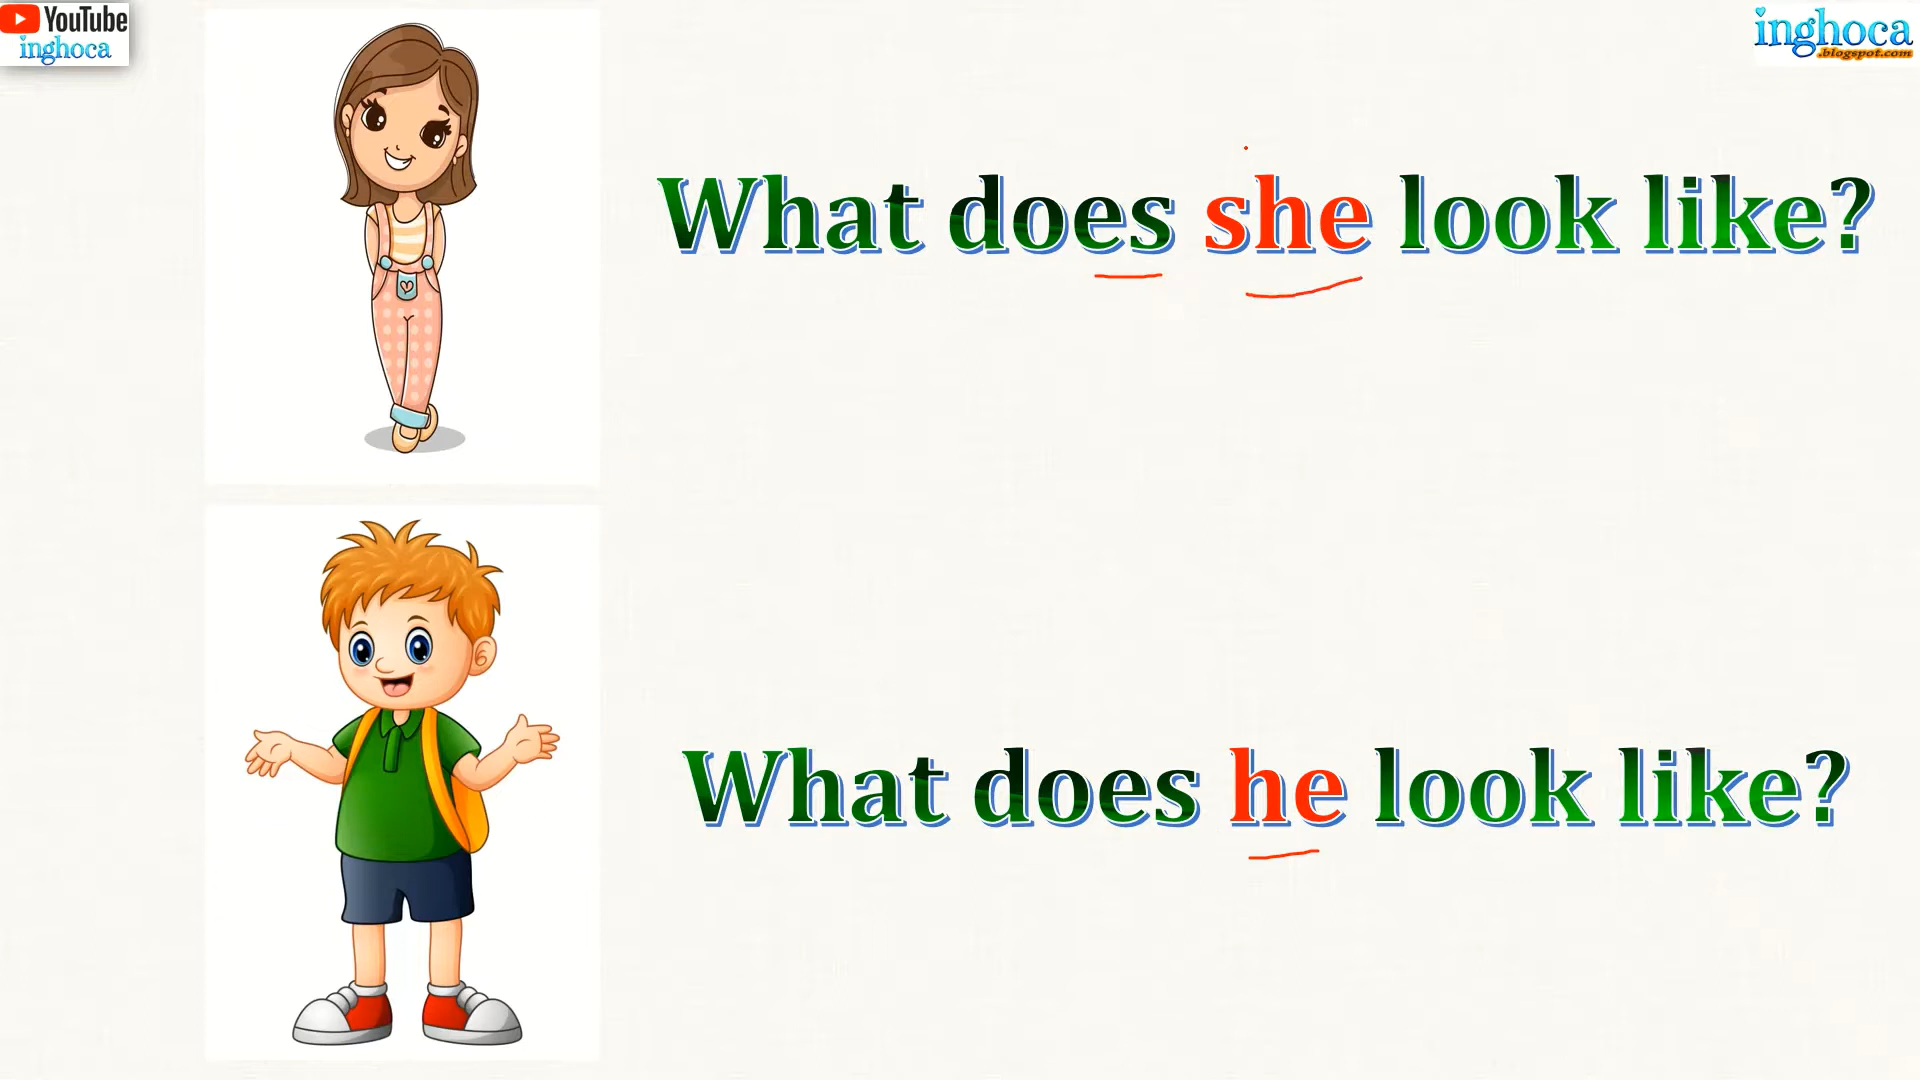 YouTube
inghoca
inghoca
.blogspot.com
What does she look like?
What does he look like?